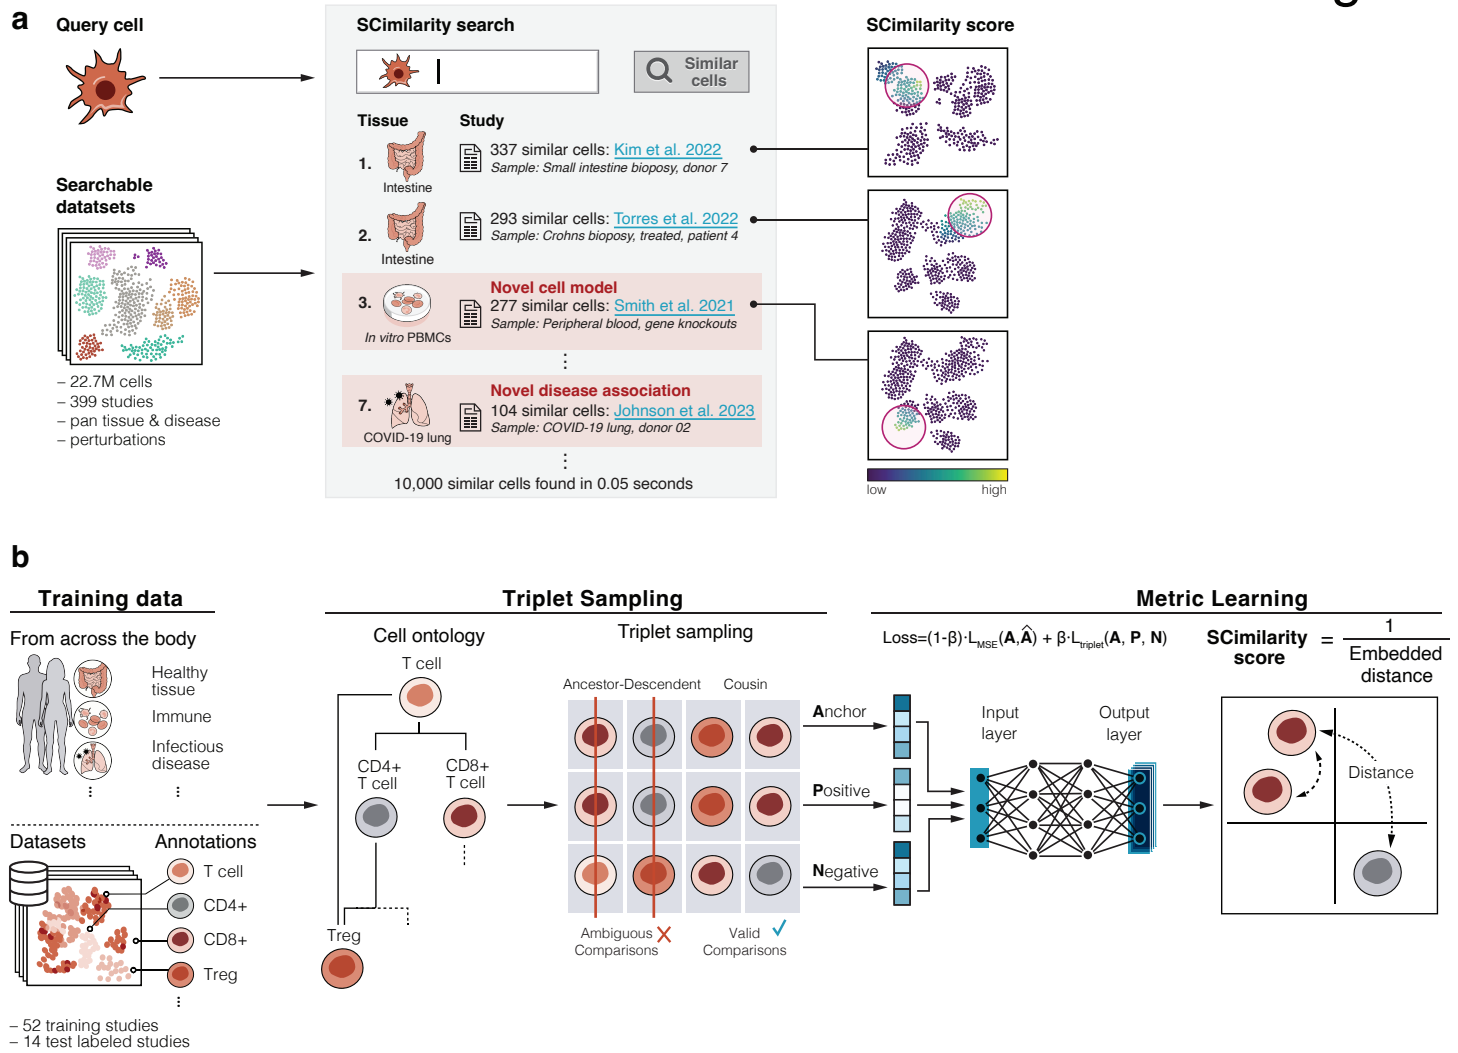 g
a
Query cell
Searchable
datatsets
– 22.7M cells
– 399 studies
– pan tissue & disease
– perturbations
SCimilarity search
Similar
cells
Tissue
Study
1.
Intestine
337 similar cells: Kim et al. 2022
Sample: Small intestine bioposy, donor 7
2.
Intestine
293 similar cells: Torres et al. 2022
Sample: Crohns bioposy, treated, patient 4
3.
In vitro PBMCs
Novel cell model
277 similar cells: Smith et al. 2021
Sample: Peripheral blood, gene knockouts
⋮
7.
COVID-19 lung
Novel disease association
104 similar cells: Johnson et al. 2023
Sample: COVID-19 lung, donor 02
⋮
10,000 similar cells found in 0.05 seconds
SCimilarity score
low
high
b
Training data
From across the body
Healthy
tissue
Immune
Infectious
disease
⋮
⋮
Datasets
Annotations
T cell
CD4+
CD8+
Treg
⋮
– 52 training studies
– 14 test labeled studies
Triplet Sampling
Cell ontology
T cell
CD4+
T cell
CD8+
T cell
Treg
Triplet sampling
Ancestor-Descendent
Cousin
Ambiguous
Comparisons
Valid
Comparisons
Anchor
Positive
Negative
Metric Learning
Loss=(1-β)·L_MSE(A,Â) + β·L_triplet(A, P, N)
Input
layer
Output
layer
SCimilarity
score
=
1
Embedded
distance
Distance